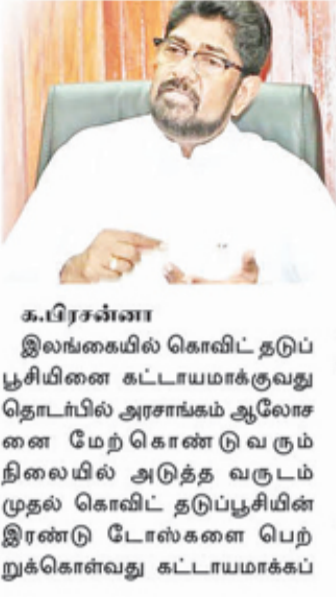 க.பிரசன்னா
இலங்கையில் கொவிட் தடுப்
பூசியினை கட்டாயமாக்குவது
தொடர்பில் அரசாங்கம் ஆலோச
னை மேற்கொண்டுவரும்
நிலையில் அடுத்த வருடம்
முதல் கொவிட் தடுப்பூசியின்
இரண்டு டோஸ்களை பெற்
றுக்கொள்வது கட்டாயமாக்கப்